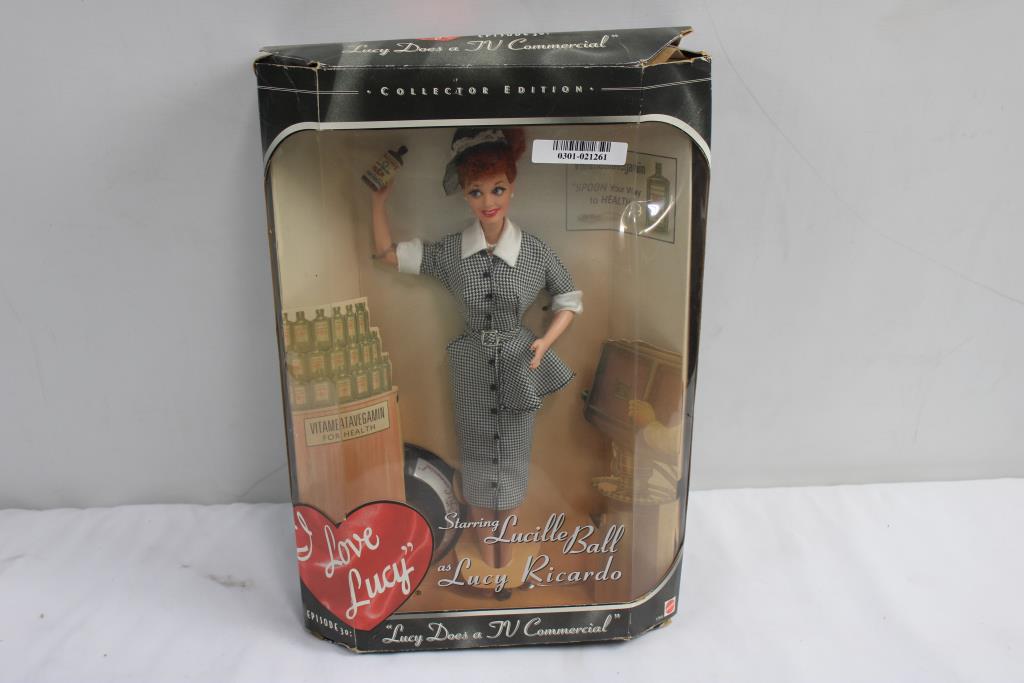 "Lucy Does a TV Commercial"
• COLLECTOR EDITION •
0301-021261
"SPOON Your Way
to HEALTH"
VITAMEATAVEGAMIN
FOR HEALTH
"I
Love
Lucy"
®
Starring Lucille Ball
as Lucy Ricardo
EPISODE 30:
"Lucy Does a TV Commercial"